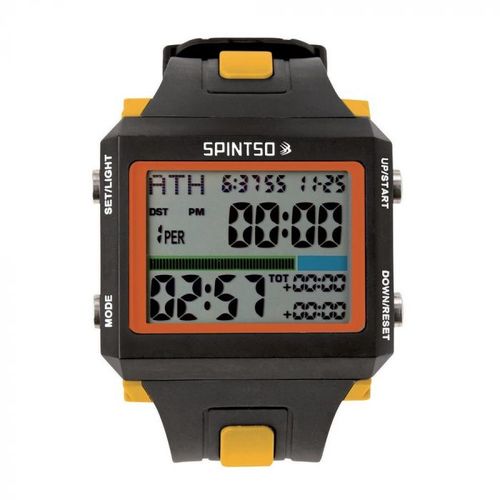 SPINTSO
SET/LIGHT
UP/START
ATH 6:37 55 11-25
DST PM
1 PER
00:00
02:57 TOT +00:00
+00:00
MODE
DOWN/RESET